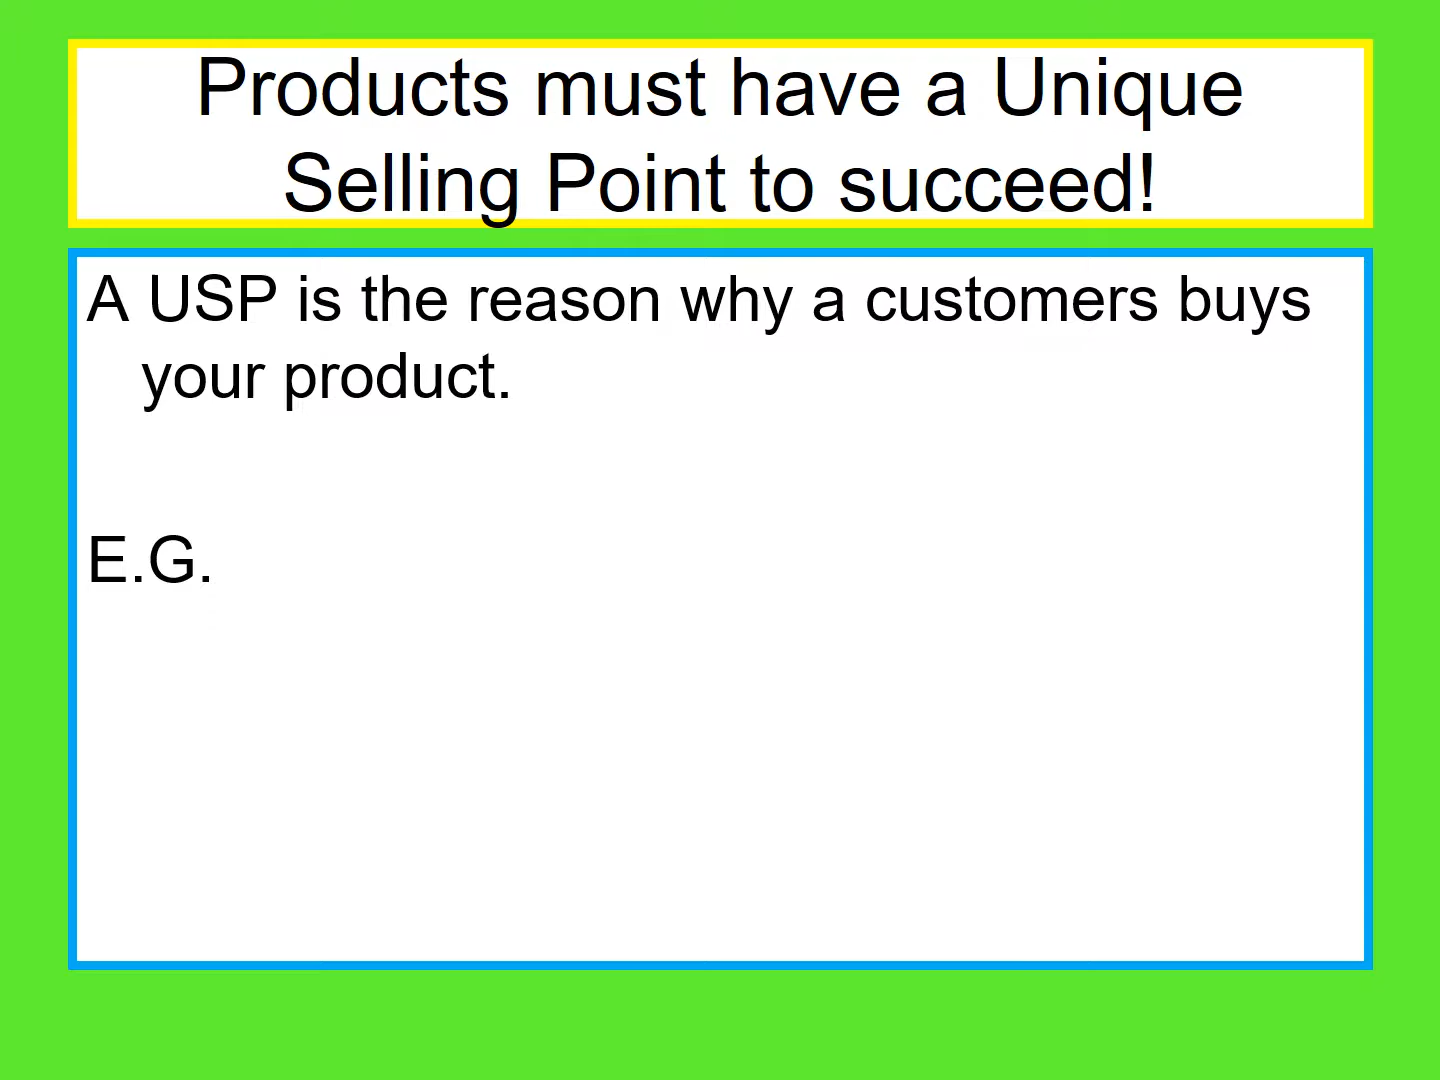 Products must have a Unique
Selling Point to succeed!
A USP is the reason why a customers buys
your product.
E.G.